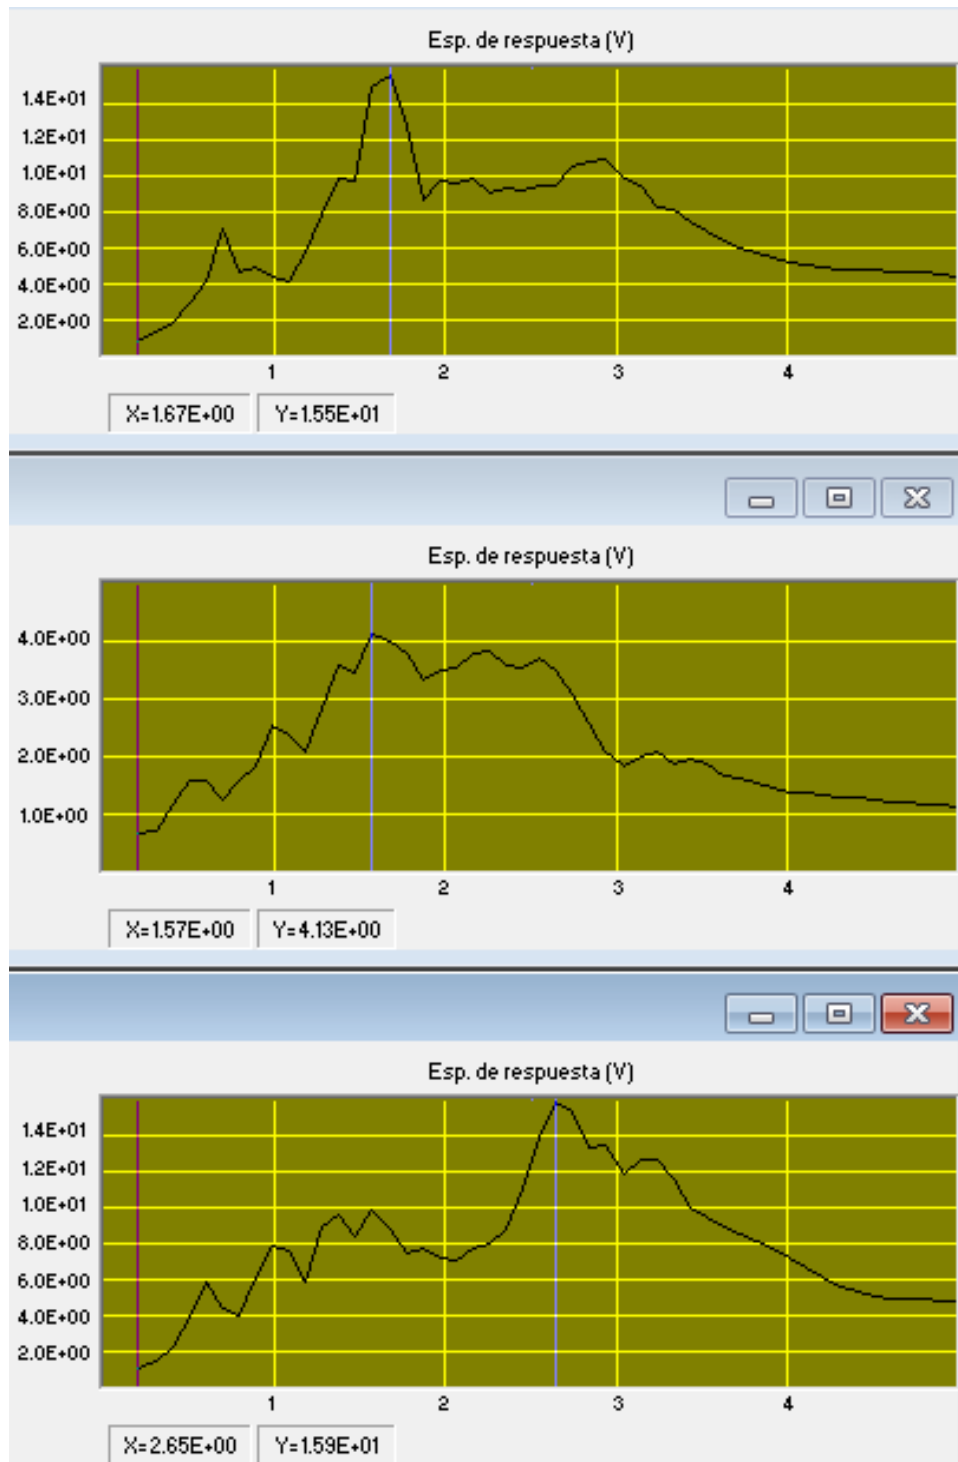 Esp. de respuesta (V)
1.4E+01
1.2E+01
1.0E+01
8.0E+00
6.0E+00
4.0E+00
2.0E+00
1 2 3 4
X=1.67E+00 Y=1.55E+01
Esp. de respuesta (V)
4.0E+00
3.0E+00
2.0E+00
1.0E+00
1 2 3 4
X=1.57E+00 Y=4.13E+00
Esp. de respuesta (V)
1.4E+01
1.2E+01
1.0E+01
8.0E+00
6.0E+00
4.0E+00
2.0E+00
1 2 3 4
X=2.65E+00 Y=1.59E+01